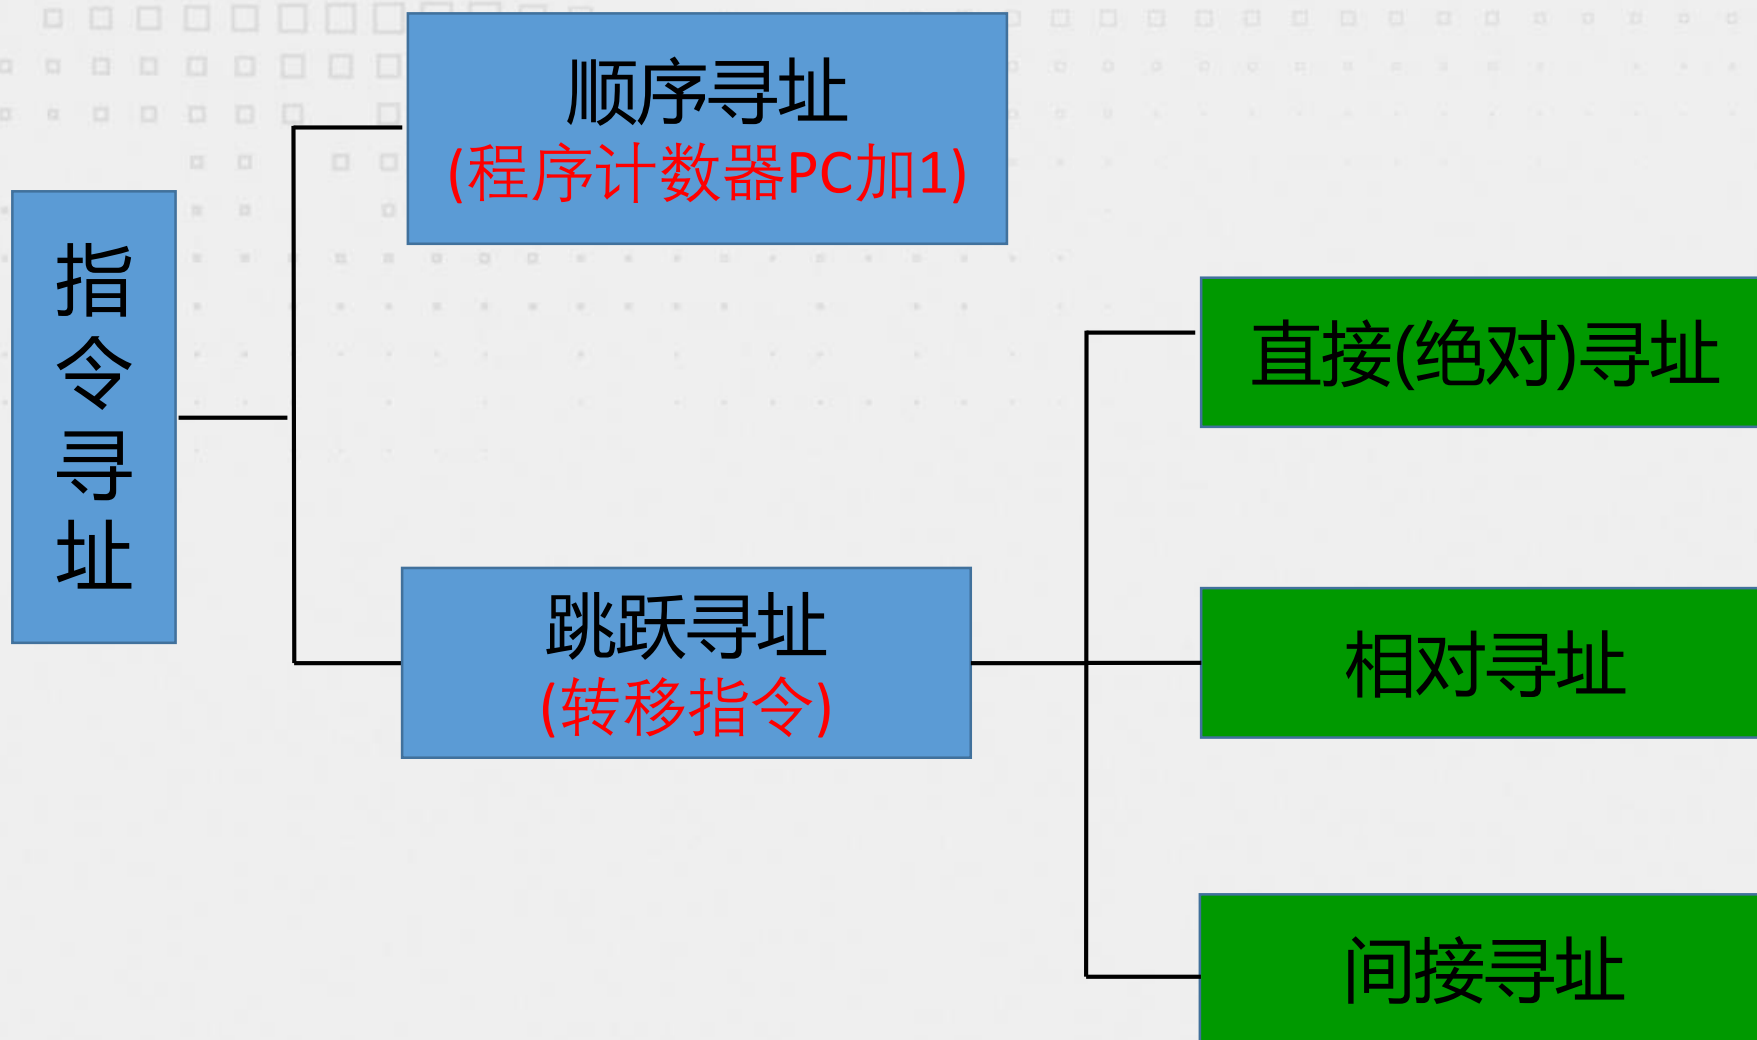 指令寻址
顺序寻址
(程序计数器PC加1)
跳跃寻址
(转移指令)
直接(绝对)寻址
相对寻址
间接寻址